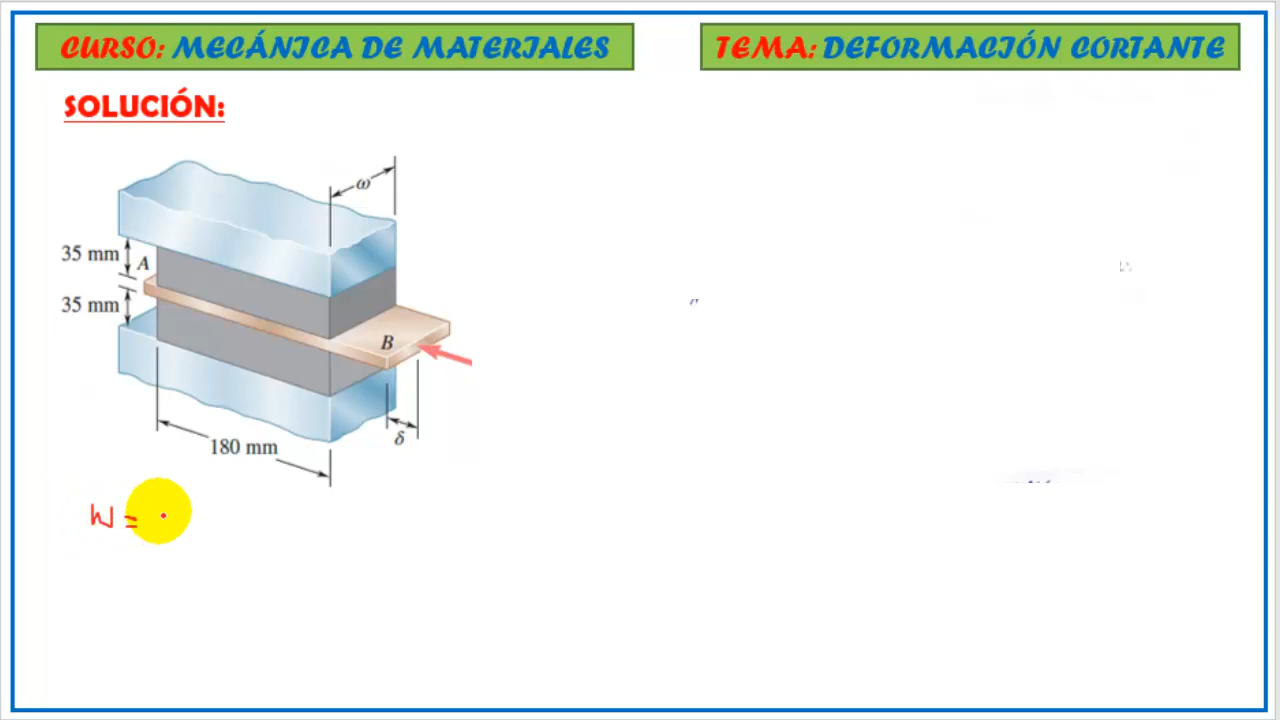 CURSO: MECÁNICA DE MATERIALES
TEMA: DEFORMACIÓN CORTANTE
SOLUCIÓN:
ω
35 mm
A
35 mm
B
δ
180 mm
W =